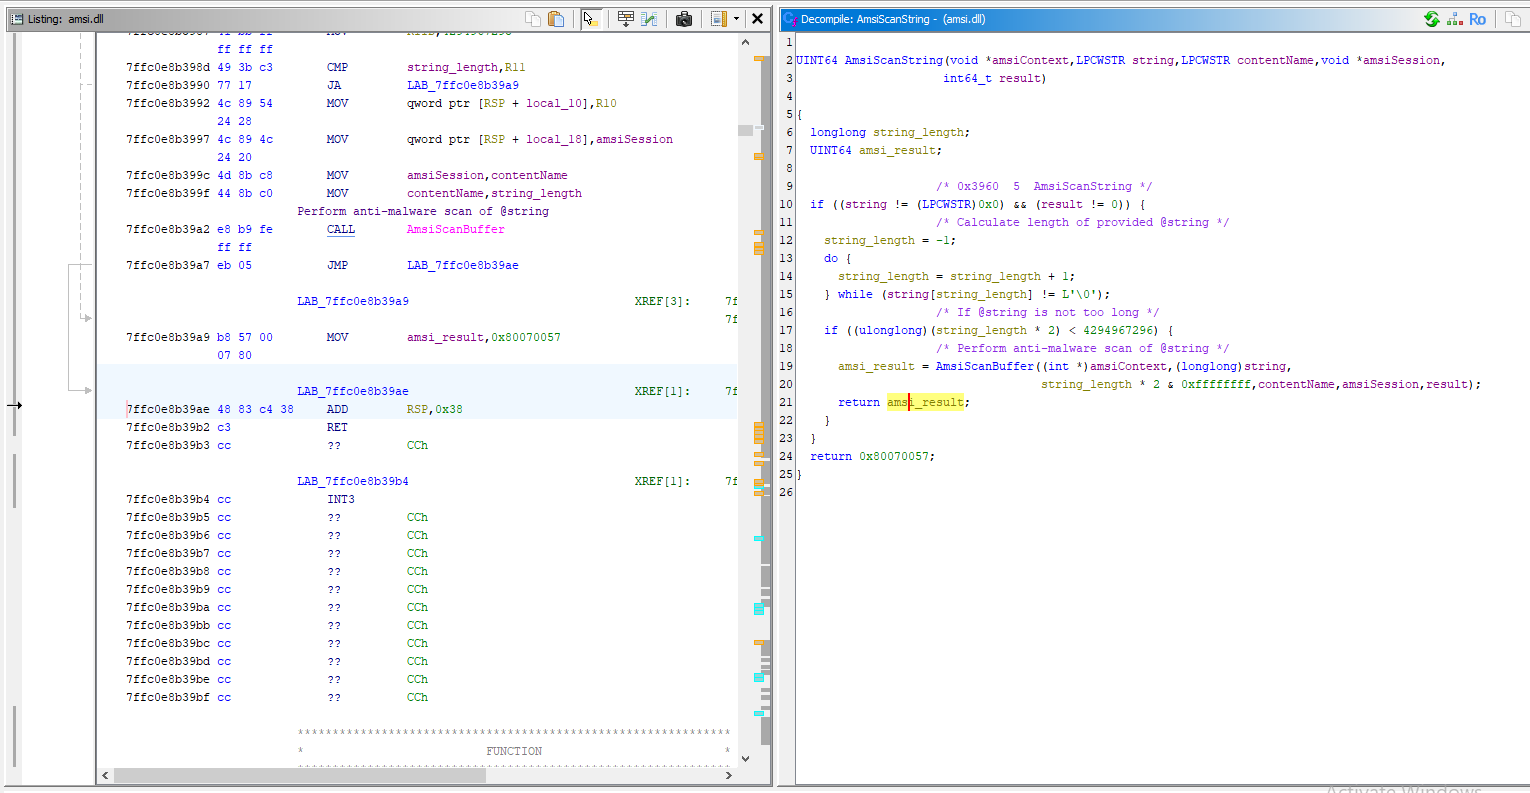 Listing: amsi.dll
ff ff ff
7ffc0e8b398d 49 3b c3 CMP string_length,R11
7ffc0e8b3990 77 17 JA LAB_7ffc0e8b39a9
7ffc0e8b3992 4c 89 54 MOV qword ptr [RSP + local_10],R10
24 28
7ffc0e8b3997 4c 89 4c MOV qword ptr [RSP + local_18],amsiSession
24 20
7ffc0e8b399c 4d 8b c8 MOV amsiSession,contentName
7ffc0e8b399f 44 8b c0 MOV contentName,string_length
Perform anti-malware scan of @string
7ffc0e8b39a2 e8 b9 fe CALL AmsiScanBuffer
ff ff
7ffc0e8b39a7 eb 05 JMP LAB_7ffc0e8b39ae
LAB_7ffc0e8b39a9 XREF[3]: 7f
7f
7ffc0e8b39a9 b8 57 00 MOV amsi_result,0x80070057
07 80
LAB_7ffc0e8b39ae XREF[1]: 7f
7ffc0e8b39ae 48 83 c4 38 ADD RSP,0x38
7ffc0e8b39b2 c3 RET
7ffc0e8b39b3 cc ?? CCh
LAB_7ffc0e8b39b4 XREF[1]: 7f
7ffc0e8b39b4 cc INT3
7ffc0e8b39b5 cc ?? CCh
7ffc0e8b39b6 cc ?? CCh
7ffc0e8b39b7 cc ?? CCh
7ffc0e8b39b8 cc ?? CCh
7ffc0e8b39b9 cc ?? CCh
7ffc0e8b39ba cc ?? CCh
7ffc0e8b39bb cc ?? CCh
7ffc0e8b39bc cc ?? CCh
7ffc0e8b39bd cc ?? CCh
7ffc0e8b39be cc ?? CCh
7ffc0e8b39bf cc ?? CCh
**************************************************************
* FUNCTION *
Decompile: AmsiScanString - (amsi.dll)
Ro
1
2 UINT64 AmsiScanString(void *amsiContext,LPCWSTR string,LPCWSTR contentName,void *amsiSession,
3 int64_t result)
4
5 {
6 longlong string_length;
7 UINT64 amsi_result;
8
9 /* 0x3960 5 AmsiScanString */
10 if ((string != (LPCWSTR)0x0) && (result != 0)) {
11 /* Calculate length of provided @string */
12 string_length = -1;
13 do {
14 string_length = string_length + 1;
15 } while (string[string_length] != L'\0');
16 /* If @string is not too long */
17 if ((ulonglong)(string_length * 2) < 4294967296) {
18 /* Perform anti-malware scan of @string */
19 amsi_result = AmsiScanBuffer((int *)amsiContext,(longlong)string,
20 string_length * 2 & 0xffffffff,contentName,amsiSession,result);
21 return amsi_result;
22 }
23 }
24 return 0x80070057;
25 }
26
Activate Windows